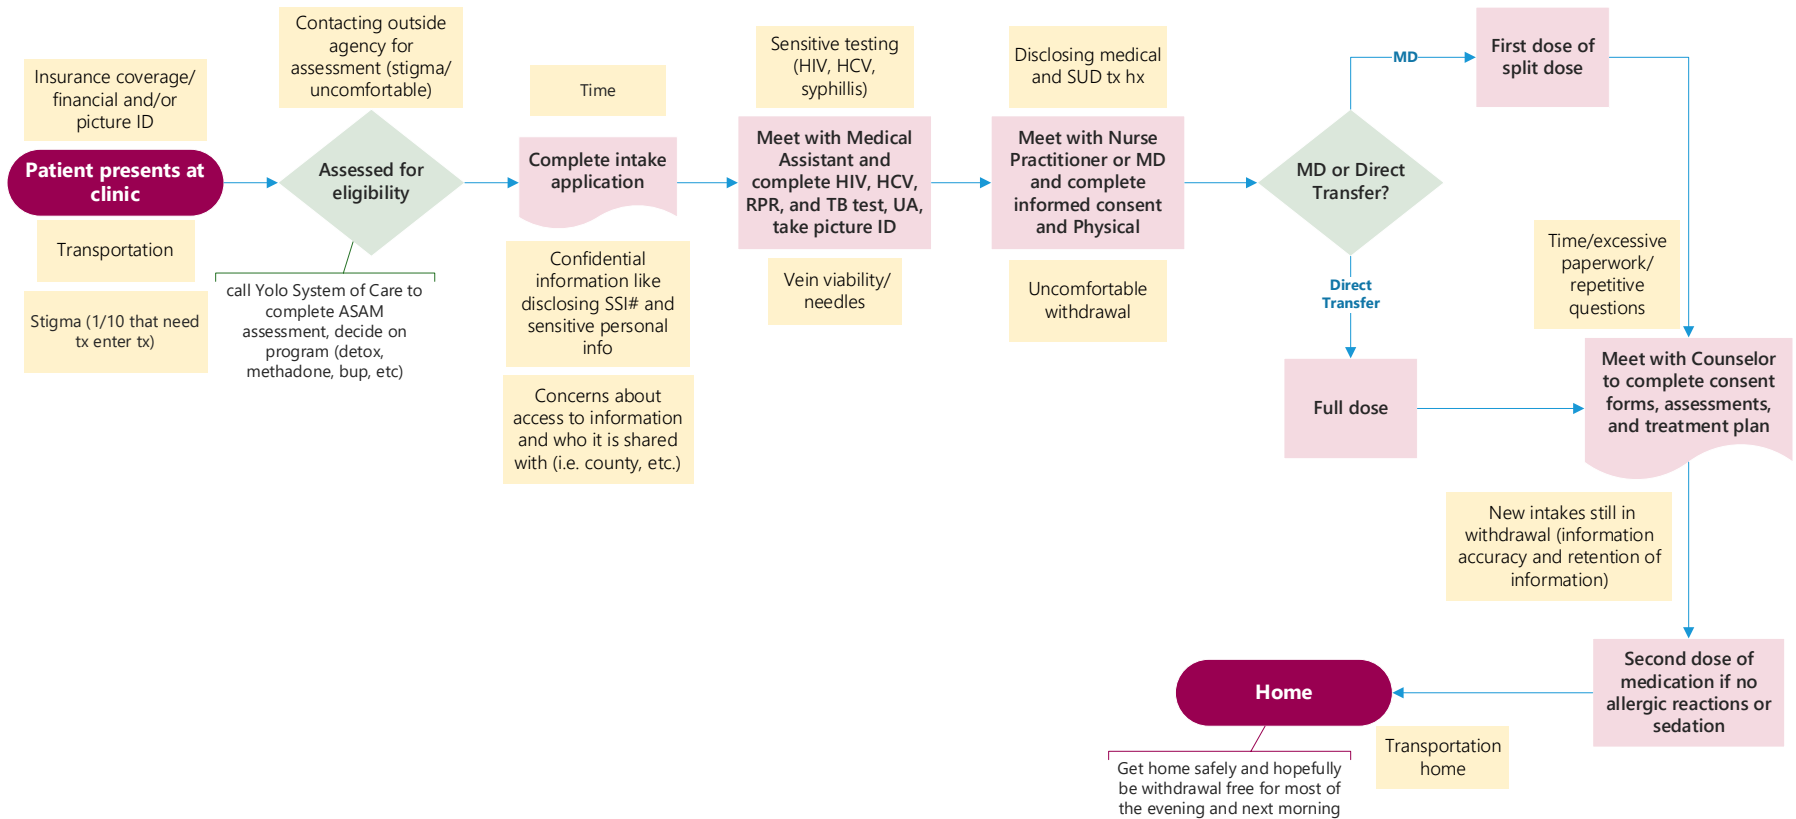 Insurance coverage/
financial and/or
picture ID
Patient presents at
clinic
Transportation
Stigma (1/10 that need
tx enter tx)
Contacting outside
agency for
assessment (stigma/
uncomfortable)
Assessed for
eligibility
call Yolo System of Care to
complete ASAM
assessment, decide on
program (detox,
methadone, bup, etc)
Time
Complete intake
application
Confidential
information like
disclosing SSI# and
sensitive personal
info
Concerns about
access to information
and who it is shared
with (i.e. county, etc.)
Sensitive testing
(HIV, HCV,
syphillis)
Meet with Medical
Assistant and
complete HIV, HCV,
RPR, and TB test, UA,
take picture ID
Vein viability/
needles
Disclosing medical
and SUD tx hx
Meet with Nurse
Practitioner or MD
and complete
informed consent
and Physical
Uncomfortable
withdrawal
MD or Direct
Transfer?
MD
First dose of
split dose
Direct
Transfer
Full dose
Time/excessive
paperwork/
repetitive
questions
Meet with Counselor
to complete consent
forms, assessments,
and treatment plan
New intakes still in
withdrawal (information
accuracy and retention of
information)
Second dose of
medication if no
allergic reactions or
sedation
Home
Transportation
home
Get home safely and hopefully
be withdrawal free for most of
the evening and next morning